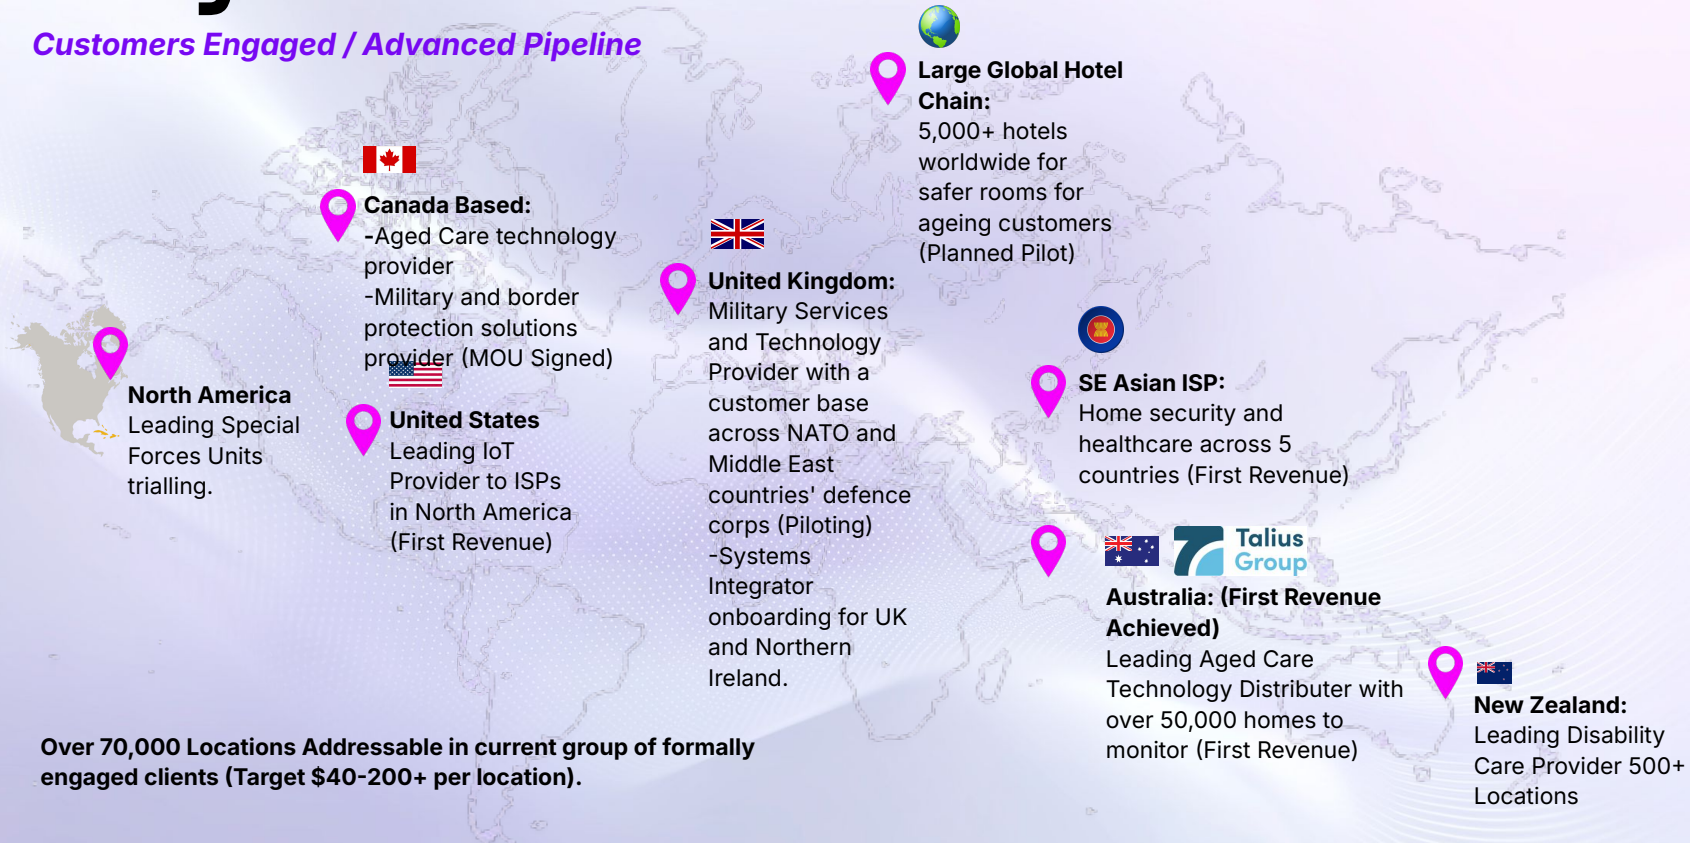 Customers Engaged / Advanced Pipeline
Large Global Hotel
Chain:
5,000+ hotels
worldwide for
safer rooms for
ageing customers
(Planned Pilot)
Canada Based:
-Aged Care technology
provider
-Military and border
protection solutions
provider (MOU Signed)
United Kingdom:
Military Services
and Technology
Provider with a
customer base
across NATO and
Middle East
countries' defence
corps (Piloting)
-Systems
Integrator
onboarding for UK
and Northern
Ireland.
North America
Leading Special
Forces Units
trialling.
United States
Leading IoT
Provider to ISPs
in North America
(First Revenue)
SE Asian ISP:
Home security and
healthcare across 5
countries (First Revenue)
Talius
Group
Australia: (First Revenue
Achieved)
Leading Aged Care
Technology Distributer with
over 50,000 homes to
monitor (First Revenue)
New Zealand:
Leading Disability
Care Provider 500+
Locations
Over 70,000 Locations Addressable in current group of formally
engaged clients (Target $40-200+ per location).